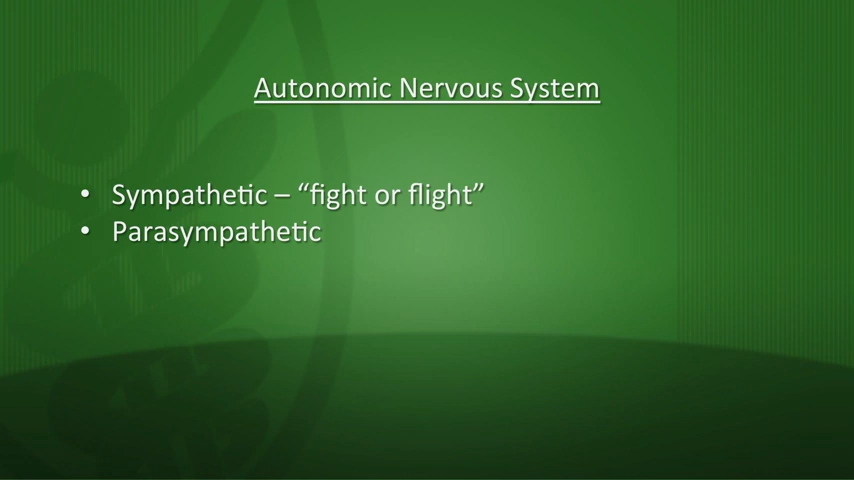 Autonomic Nervous System
• Sympathetic – “fight or flight”
• Parasympathetic